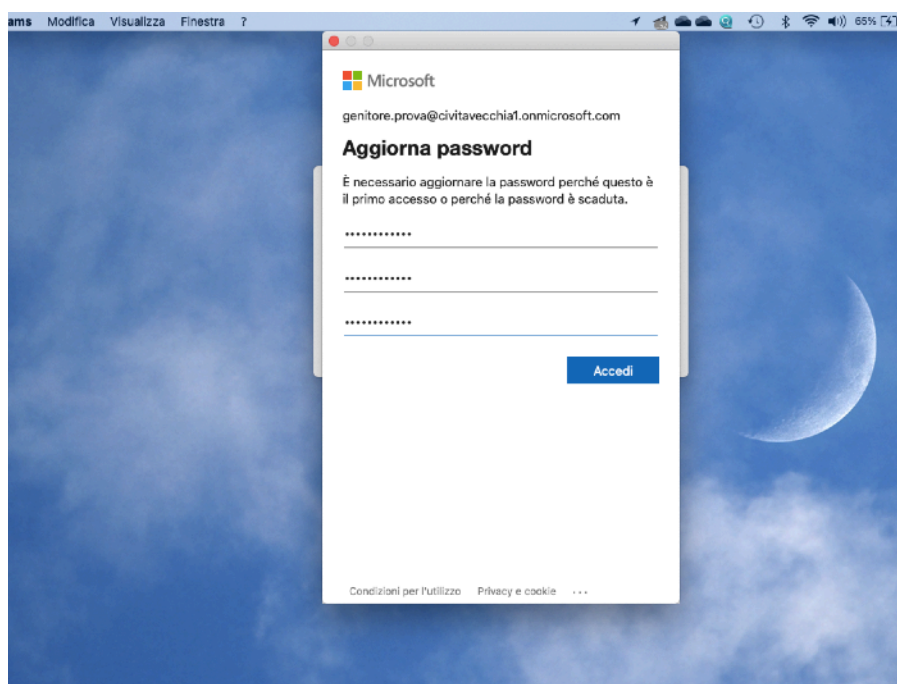 ams Modifica Visualizza Finestra ? 65%
Microsoft
genitore.prova@civitavecchia1.onmicrosoft.com
Aggiorna password
È necessario aggiornare la password perché questo è
il primo accesso o perché la password è scaduta.
••••••••••••
••••••••••••
••••••••••••
Accedi
Condizioni per l'utilizzo Privacy e cookie ...